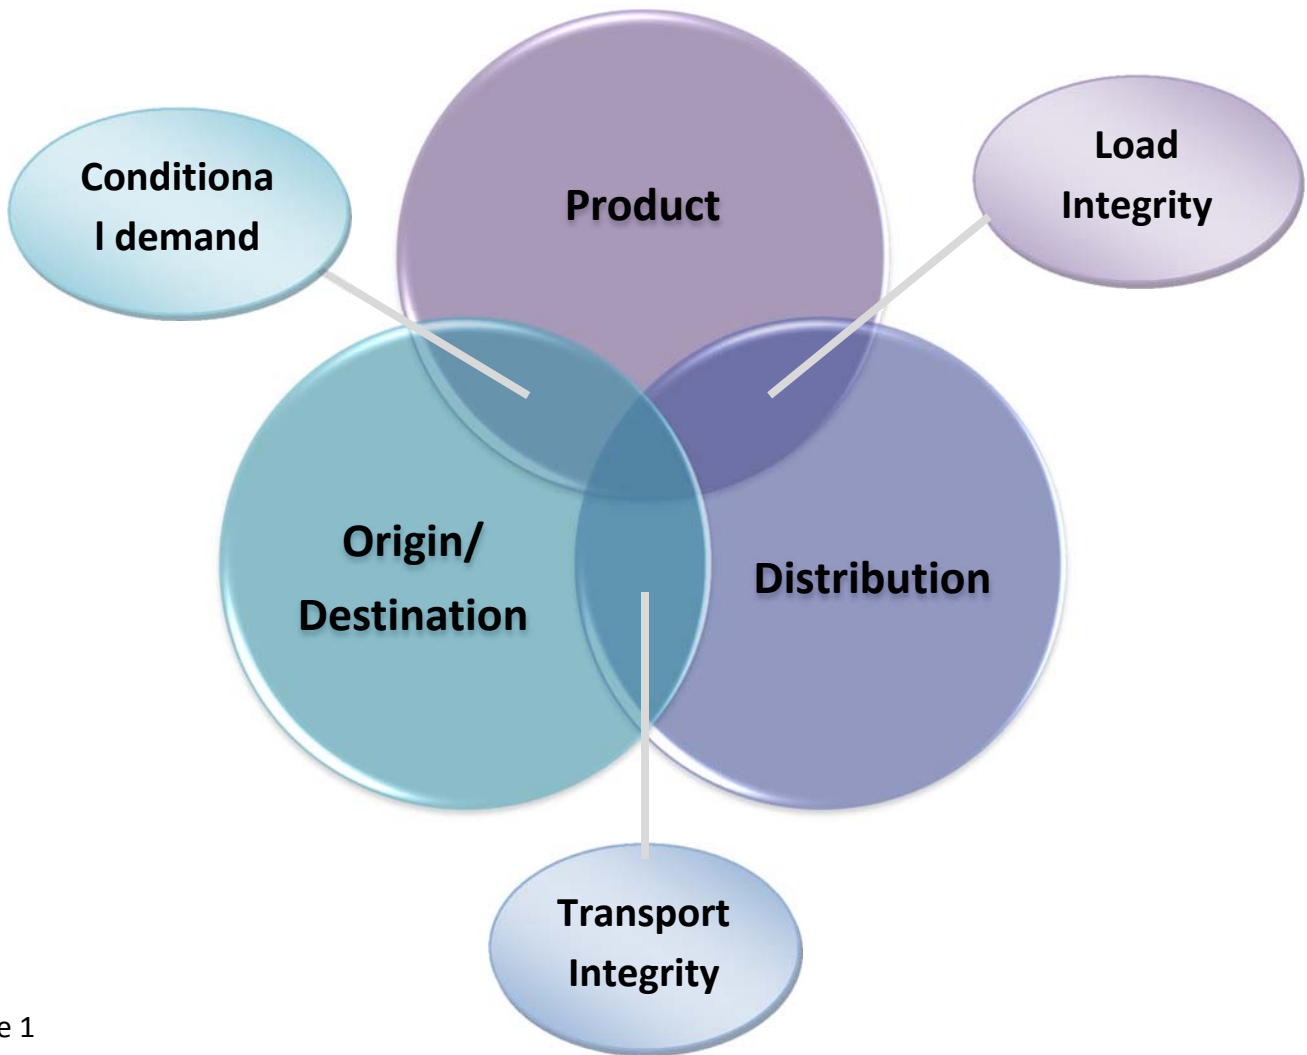 Product
Load
Integrity
Conditiona
l demand
Origin/
Destination
Distribution
Transport
Integrity
e 1